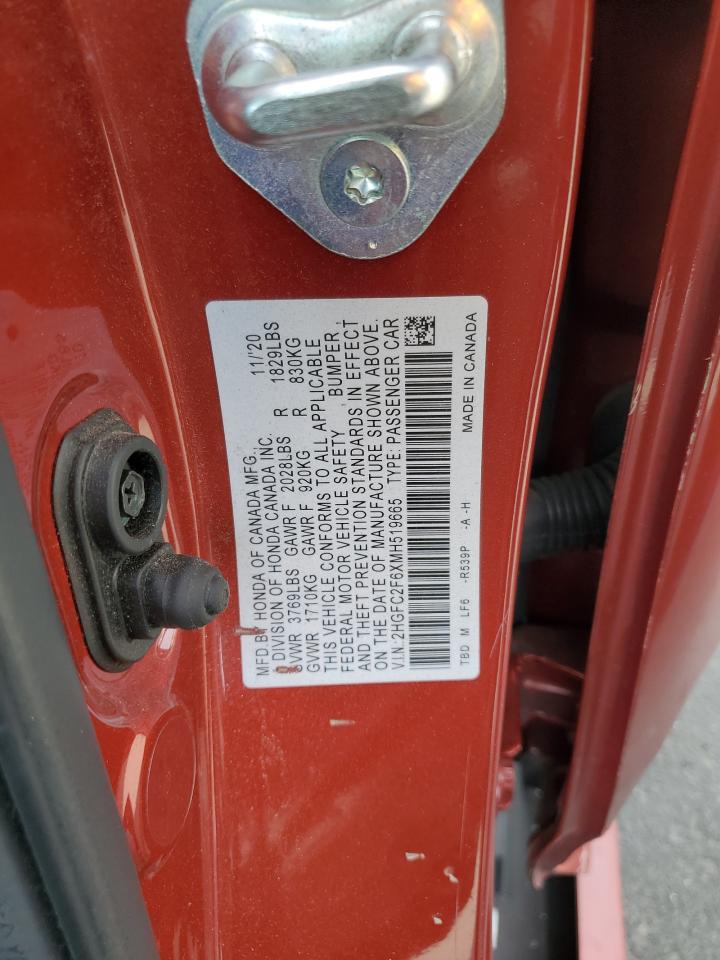 MFD.BY HONDA OF CANADA MFG., 11/'20
A DIVISION OF HONDA CANADA INC.
GVWR 3769LBS GAWR F 2028LBS R 1829LBS
GVWR 1710KG GAWR F 920KG R 830KG
THIS VEHICLE CONFORMS TO ALL APPLICABLE
FEDERAL MOTOR VEHICLE SAFETY, BUMPER,
AND THEFT PREVENTION STANDARDS IN EFFECT
ON THE DATE OF MANUFACTURE SHOWN ABOVE.
V.I.N.:2HGFC2F6XMH519665 TYPE: PASSENGER CAR
TBD M LF6 -R539P -A -H MADE IN CANADA